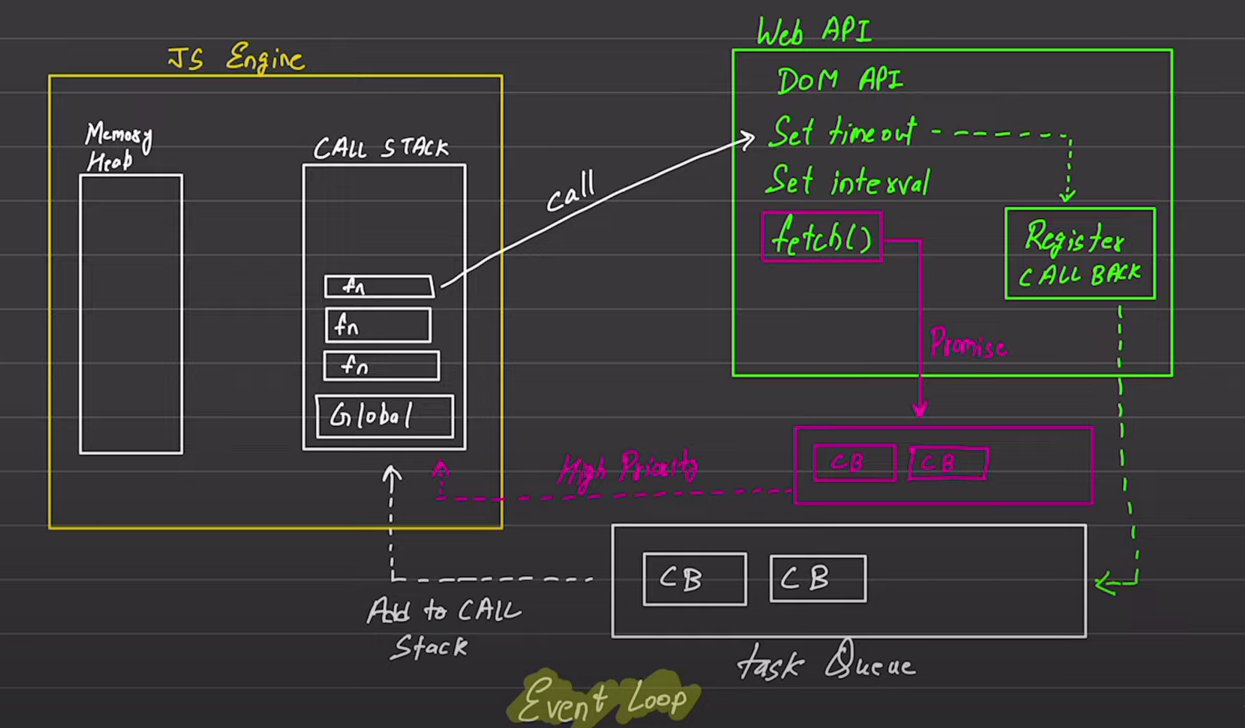 JS Engine
Memory
Heap
CALL STACK
fn
fn
fn
Global
call
Web API
DOM API
Set timeout
Set interval
fetch()
Register
CALL BACK
Promise
High Priority
CB
CB
CB
CB
Add to CALL
Stack
task Queue
Event Loop